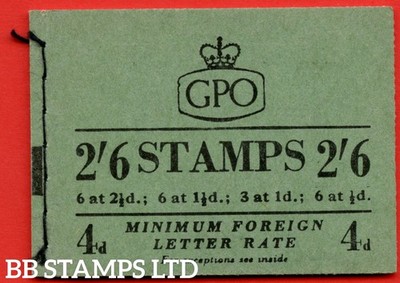 GPO
2'6 STAMPS 2'6
6 at 2½d.; 6 at 1½d.; 3 at 1d.; 6 at ½d.
4d MINIMUM FOREIGN LETTER RATE 4d
For exceptions see inside
BB STAMPS LTD